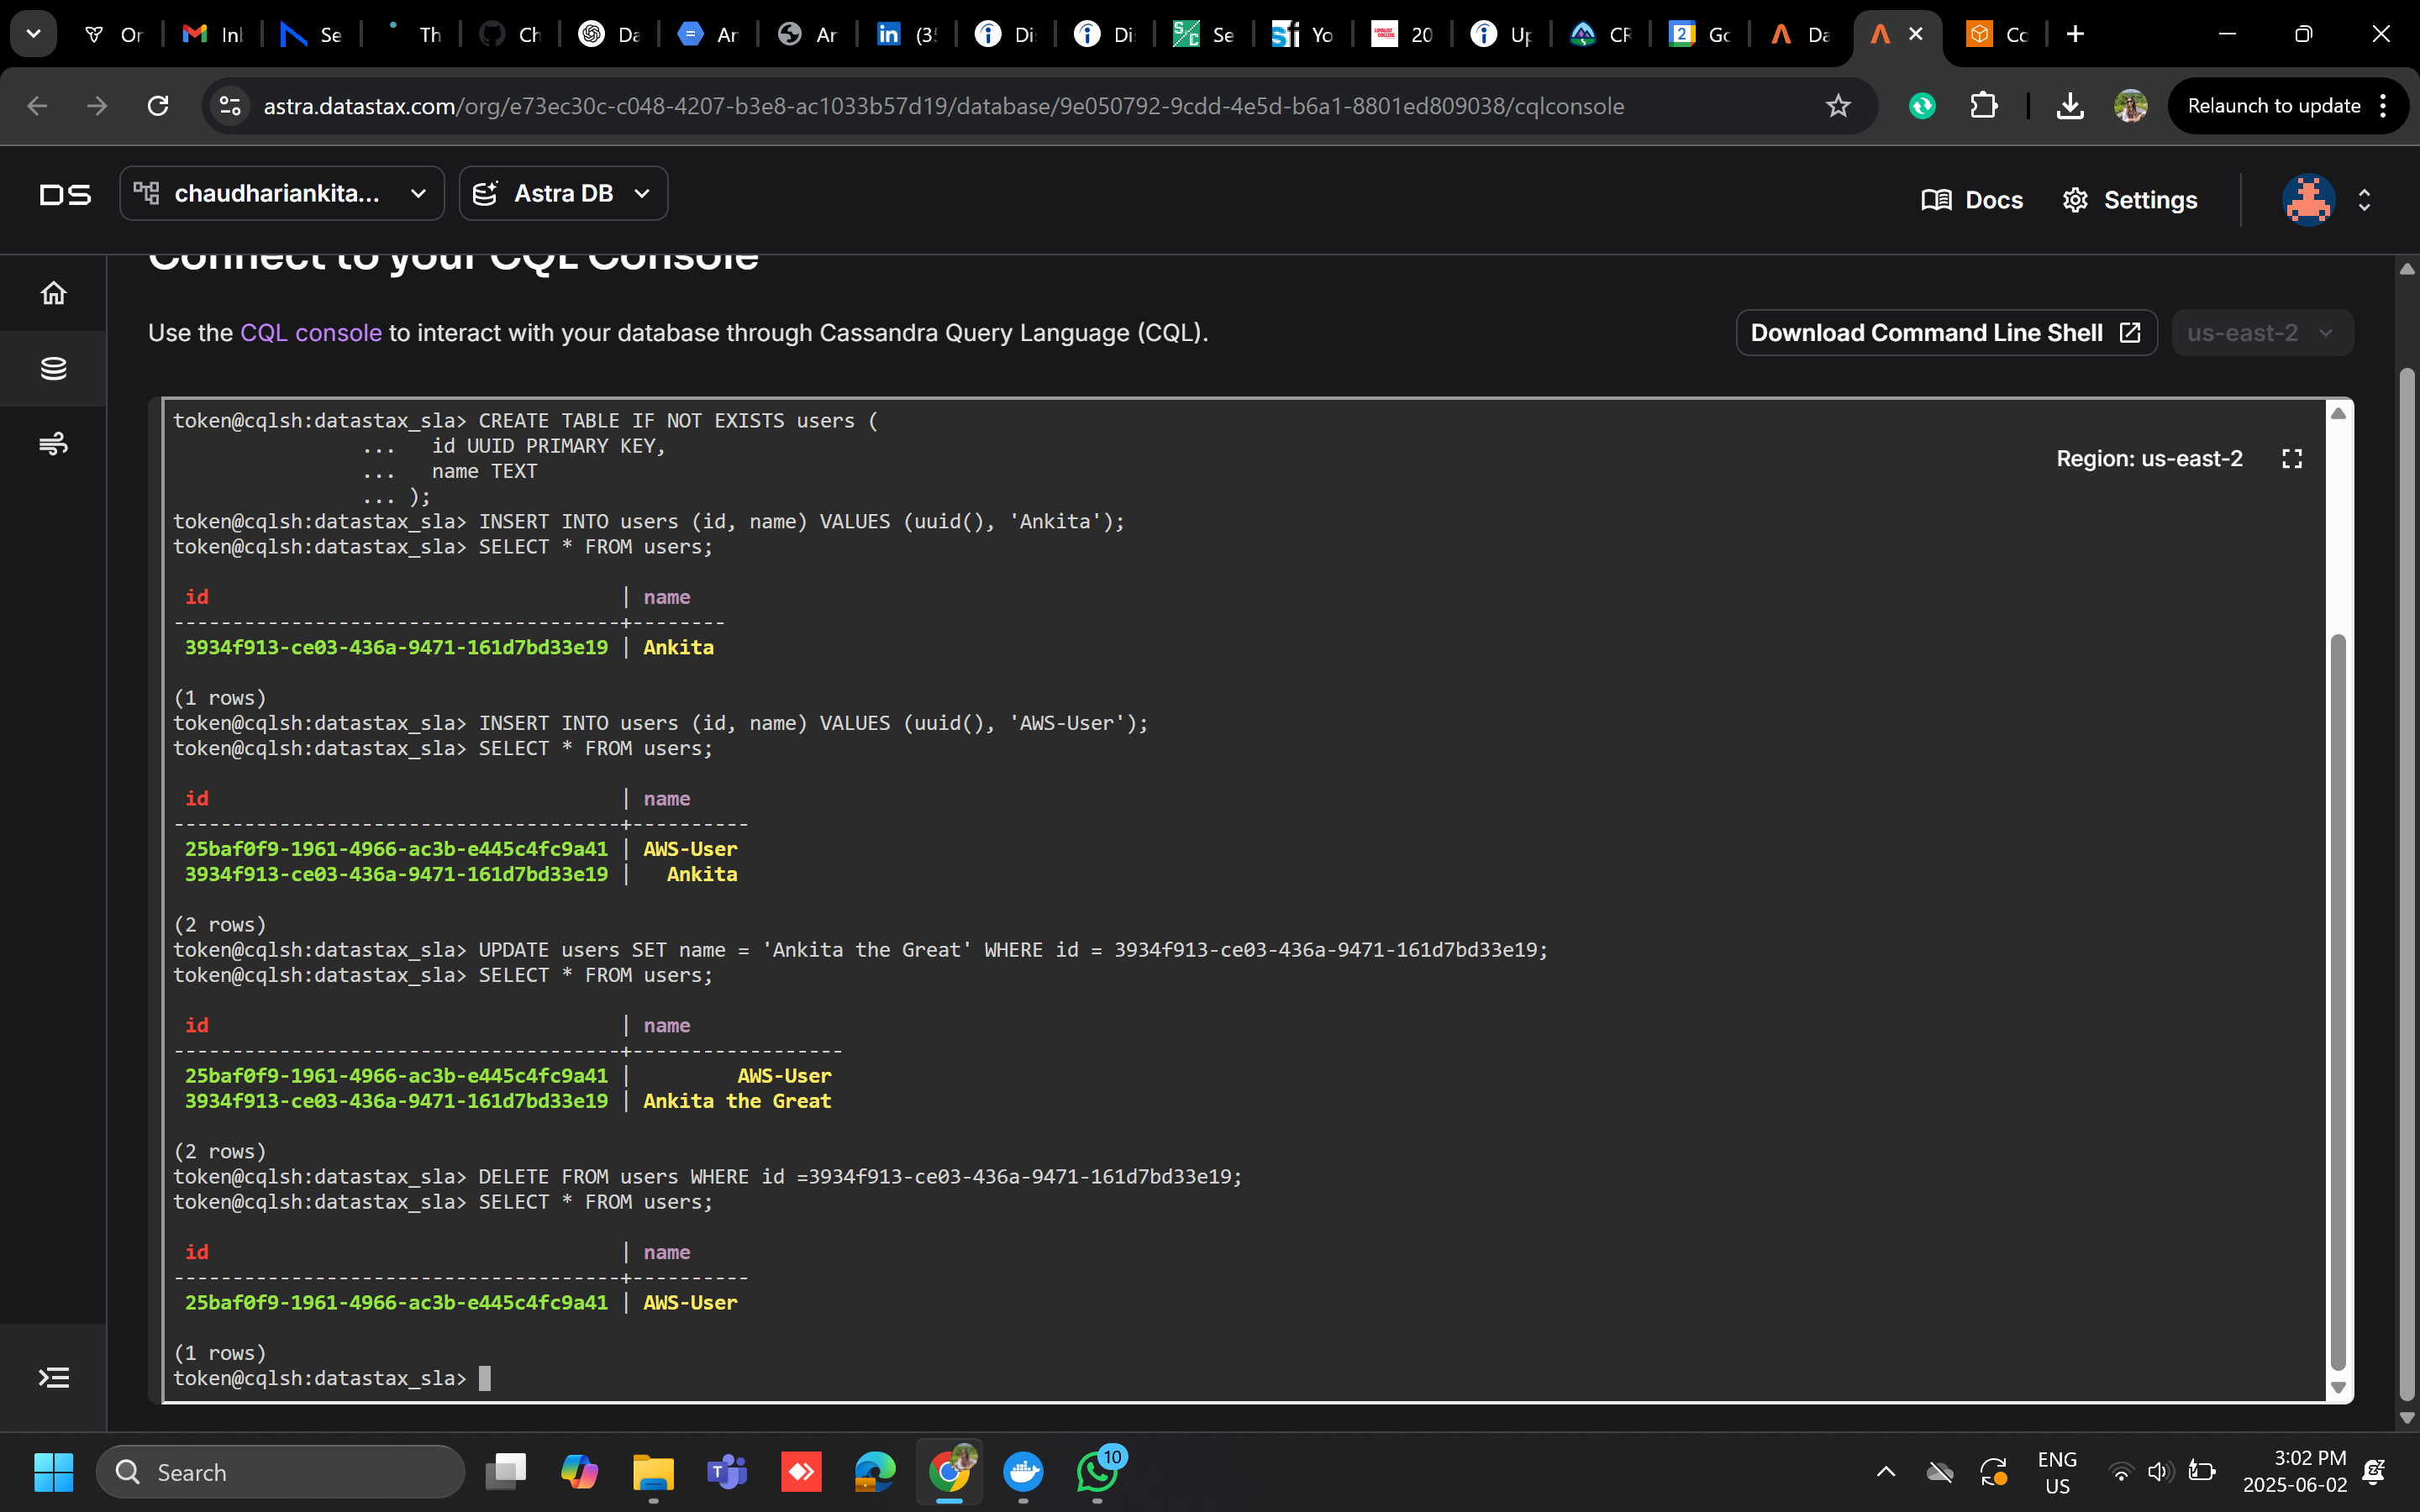 Or
Inb
Se
Th
Ch
Da
Ar
Ar
in (35
Di
Di
Se
Yo
20
Up
CF
2 Go
Da
Co
astra.datastax.com/org/e73ec30c-c048-4207-b3e8-ac1033b57d19/database/9e050792-9cdd-4e5d-b6a1-8801ed809038/cqlconsole
Relaunch to update
DS
chaudhariankita...
Astra DB
Docs
Settings
Connect to your CQL Console
Use the CQL console to interact with your database through Cassandra Query Language (CQL).
Download Command Line Shell
us-east-2
Region: us-east-2
token@cqlsh:datastax_sla> CREATE TABLE IF NOT EXISTS users (
... id UUID PRIMARY KEY,
... name TEXT
... );
token@cqlsh:datastax_sla> INSERT INTO users (id, name) VALUES (uuid(), 'Ankita');
token@cqlsh:datastax_sla> SELECT * FROM users;
id | name
--------------------------------------+--------
3934f913-ce03-436a-9471-161d7bd33e19 | Ankita
(1 rows)
token@cqlsh:datastax_sla> INSERT INTO users (id, name) VALUES (uuid(), 'AWS-User');
token@cqlsh:datastax_sla> SELECT * FROM users;
id | name
--------------------------------------+----------
25baf0f9-1961-4966-ac3b-e445c4fc9a41 | AWS-User
3934f913-ce03-436a-9471-161d7bd33e19 | Ankita
(2 rows)
token@cqlsh:datastax_sla> UPDATE users SET name = 'Ankita the Great' WHERE id = 3934f913-ce03-436a-9471-161d7bd33e19;
token@cqlsh:datastax_sla> SELECT * FROM users;
id | name
--------------------------------------+------------------
25baf0f9-1961-4966-ac3b-e445c4fc9a41 | AWS-User
3934f913-ce03-436a-9471-161d7bd33e19 | Ankita the Great
(2 rows)
token@cqlsh:datastax_sla> DELETE FROM users WHERE id =3934f913-ce03-436a-9471-161d7bd33e19;
token@cqlsh:datastax_sla> SELECT * FROM users;
id | name
--------------------------------------+----------
25baf0f9-1961-4966-ac3b-e445c4fc9a41 | AWS-User
(1 rows)
token@cqlsh:datastax_sla>
Search
10
ENG
US
3:02 PM
2025-06-02